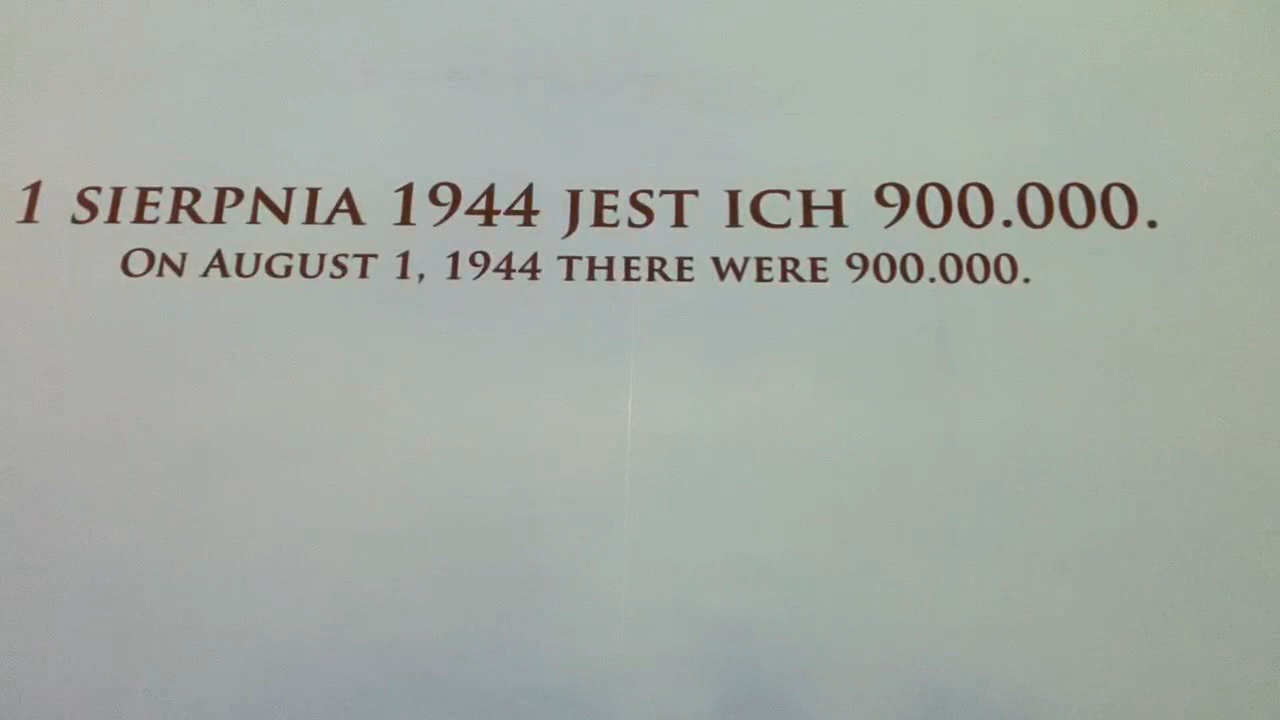 1 SIERPNIA 1944 JEST ICH 900.000.
ON AUGUST 1, 1944 THERE WERE 900.000.